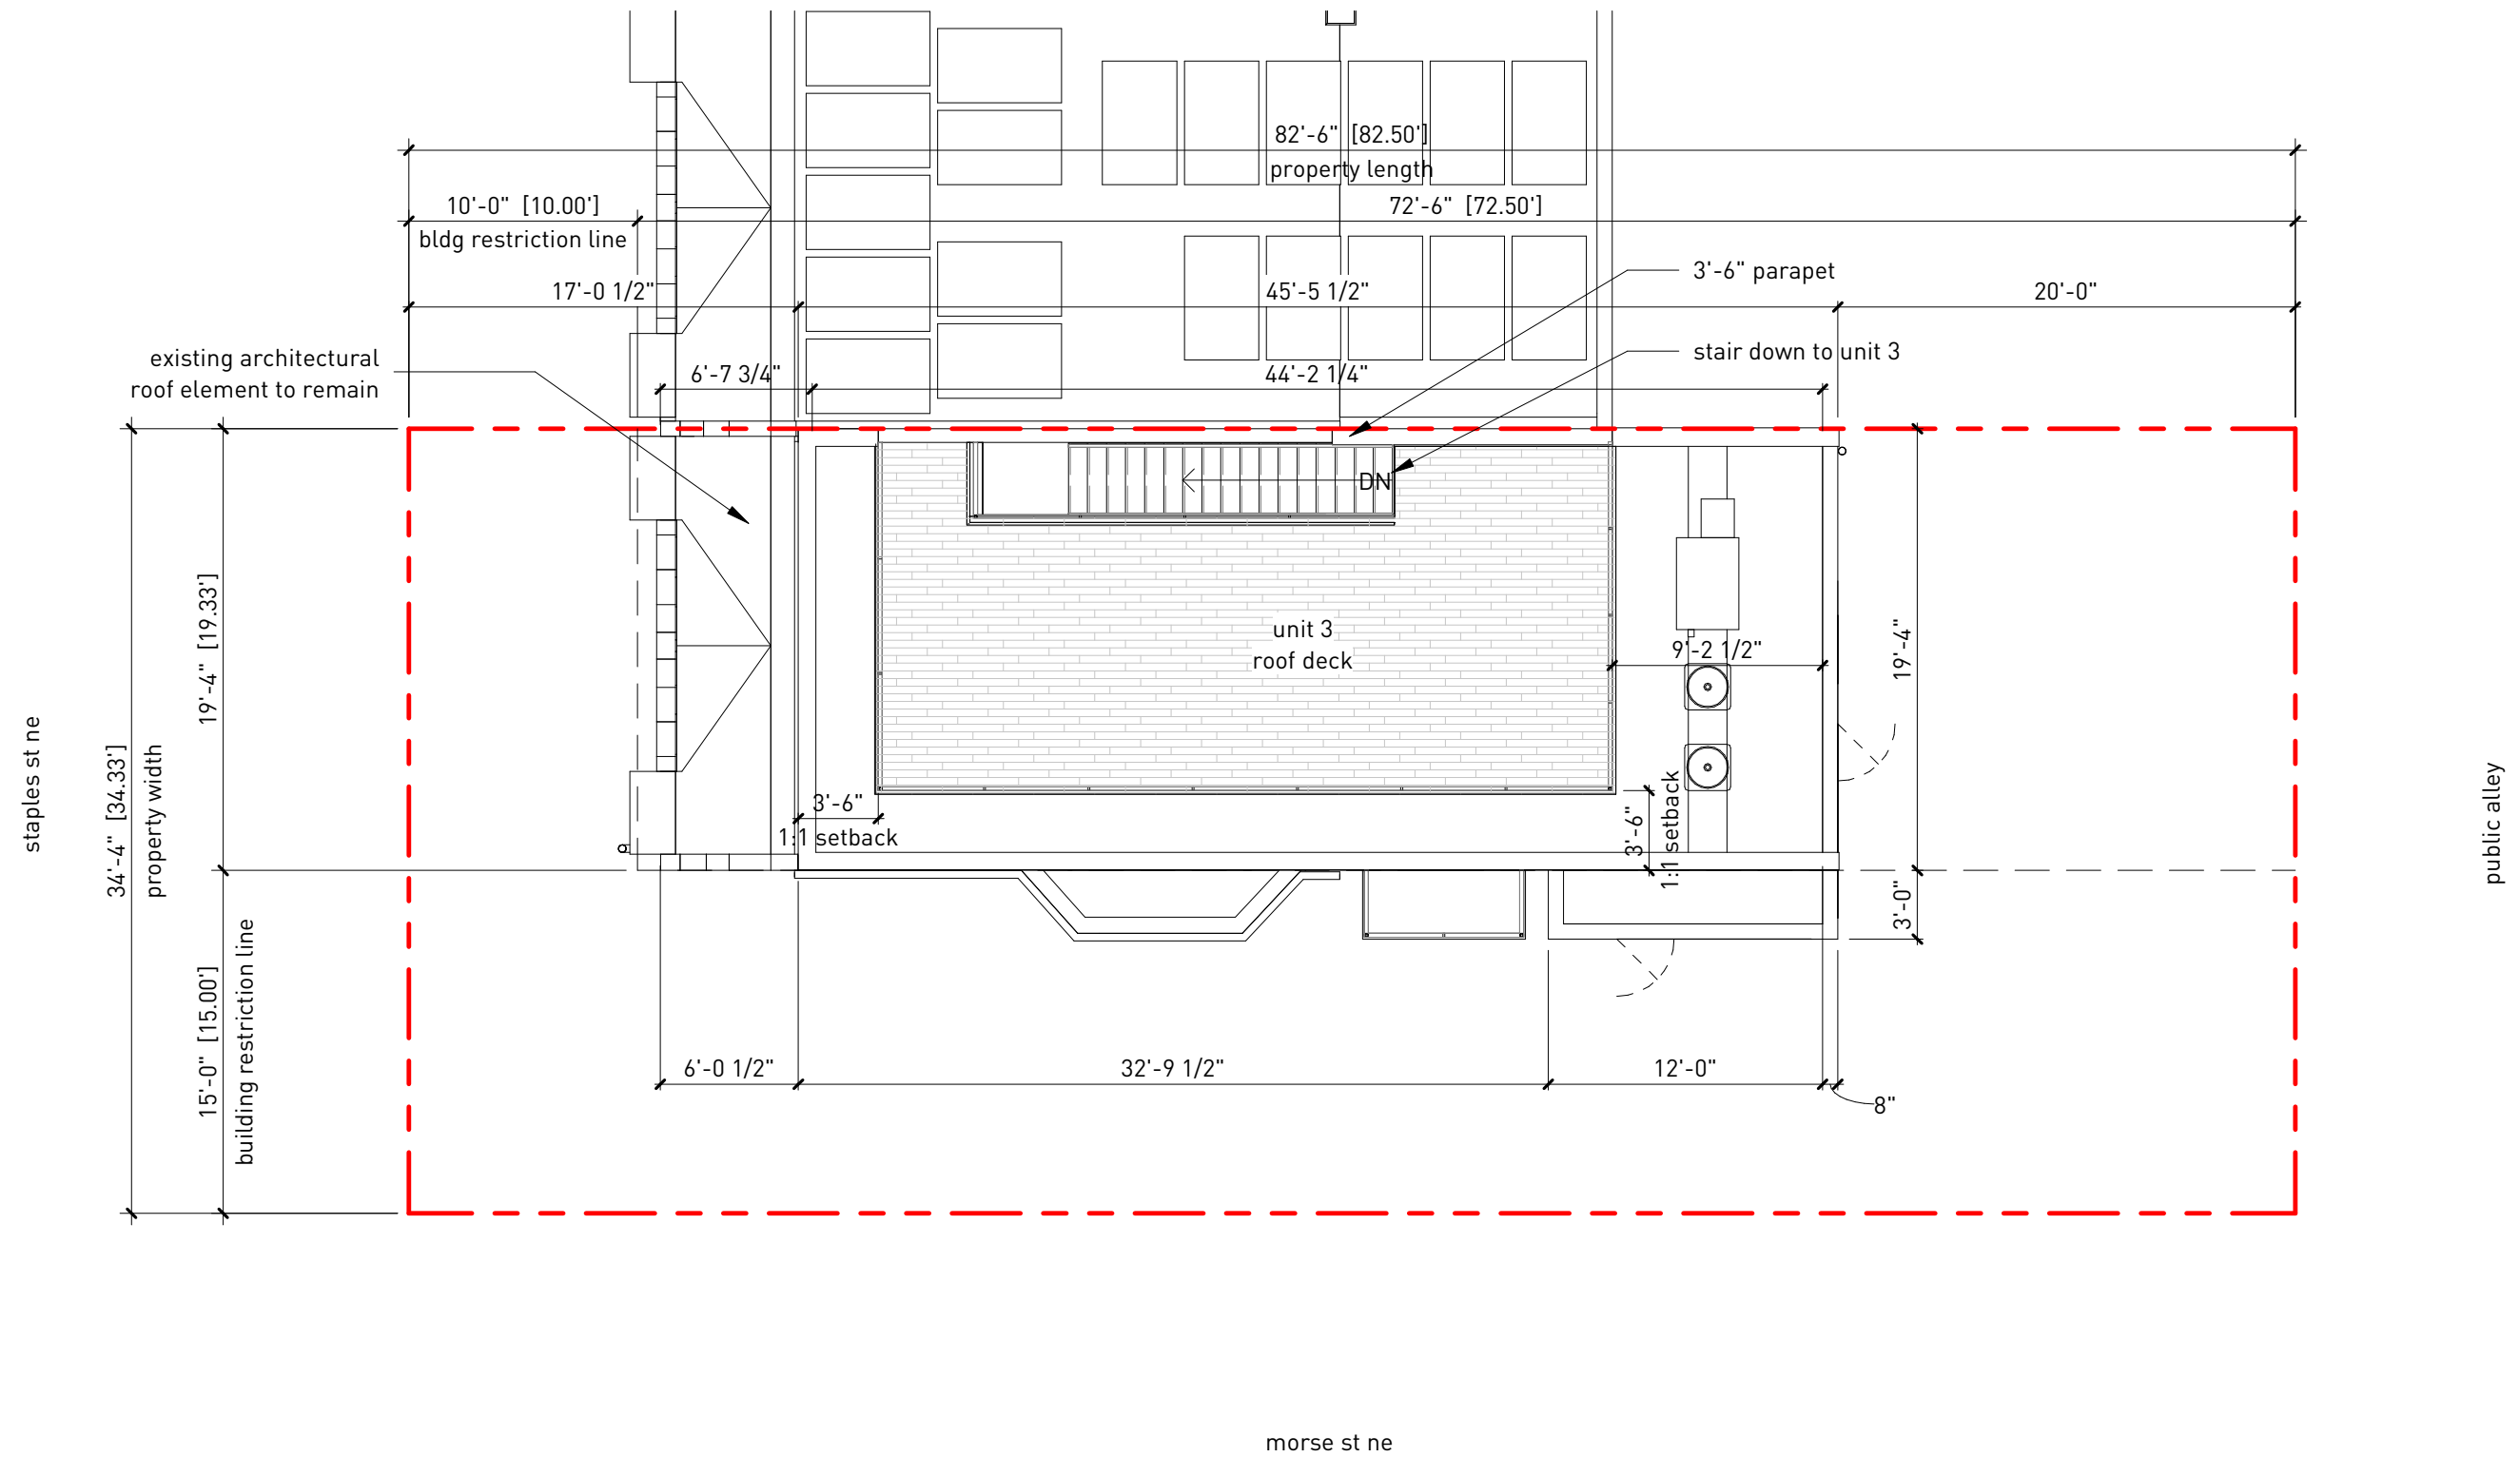 82'-6" [82.50']
property length
10'-0" [10.00']
bldg restriction line
72'-6" [72.50']
3'-6" parapet
17'-0 1/2"
45'-5 1/2"
20'-0"
existing architectural
roof element to remain
stair down to unit 3
6'-7 3/4"
44'-2 1/4"
DN
19'-4" [19.33']
unit 3
roof deck
9'-2 1/2"
19'-4"
staples st ne
34'-4" [34.33']
property width
3'-6"
1:1 setback
3'-6"
1:1 setback
public alley
3'-0"
15'-0" [15.00']
building restriction line
6'-0 1/2"
32'-9 1/2"
12'-0"
8"
morse st ne